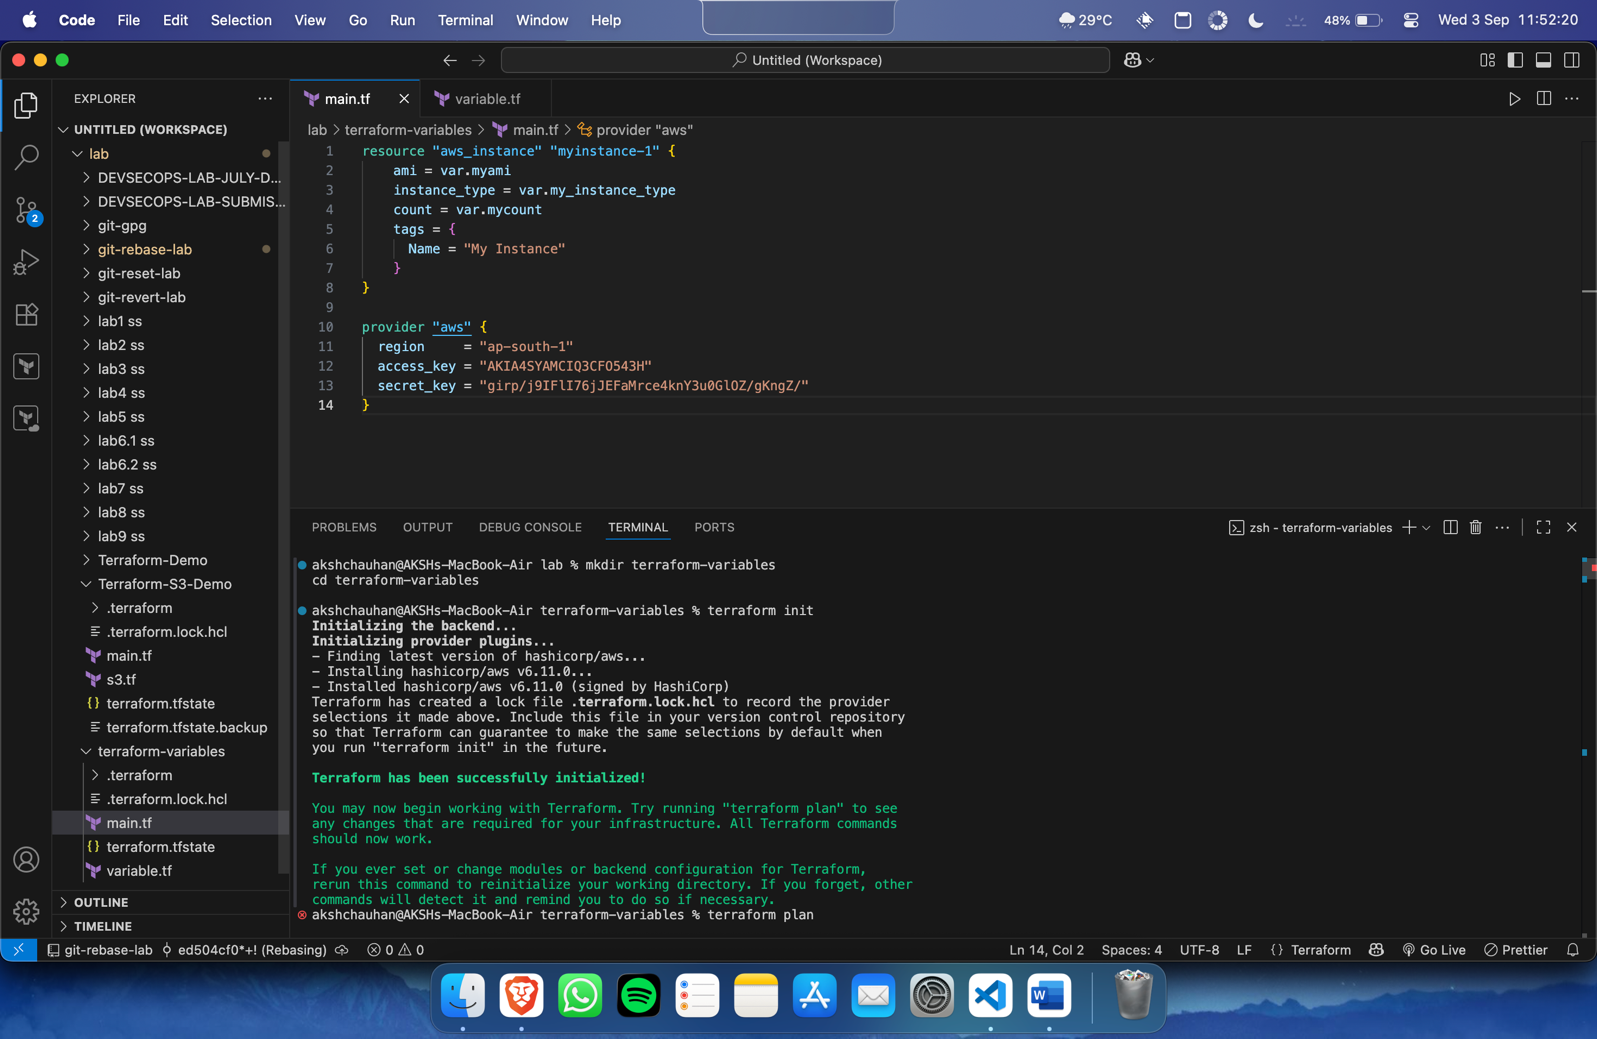 Code File Edit Selection View Go Run Terminal Window Help
29°C 48% Wed 3 Sep 11:52:20
Untitled (Workspace)
EXPLORER
UNTITLED (WORKSPACE)
lab
DEVSECOPS-LAB-JULY-D...
DEVSECOPS-LAB-SUBMIS...
git-gpg
git-rebase-lab
git-reset-lab
git-revert-lab
lab1 ss
lab2 ss
lab3 ss
lab4 ss
lab5 ss
lab6.1 ss
lab6.2 ss
lab7 ss
lab8 ss
lab9 ss
Terraform-Demo
Terraform-S3-Demo
.terraform
.terraform.lock.hcl
main.tf
s3.tf
terraform.tfstate
terraform.tfstate.backup
terraform-variables
.terraform
.terraform.lock.hcl
main.tf
terraform.tfstate
variable.tf
OUTLINE
TIMELINE
2
main.tf variable.tf
lab > terraform-variables > main.tf > provider "aws"
1 resource "aws_instance" "myinstance-1" {
2 ami = var.myami
3 instance_type = var.my_instance_type
4 count = var.mycount
5 tags = {
6 Name = "My Instance"
7 }
8 }
9
10 provider "aws" {
11 region = "ap-south-1"
12 access_key = "AKIA4SYAMCIQ3CFO543H"
13 secret_key = "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"
14 }
PROBLEMS OUTPUT DEBUG CONSOLE TERMINAL PORTS
zsh - terraform-variables
akshchauhan@AKSHs-MacBook-Air lab % mkdir terraform-variables
cd terraform-variables
akshchauhan@AKSHs-MacBook-Air terraform-variables % terraform init
Initializing the backend...
Initializing provider plugins...
- Finding latest version of hashicorp/aws...
- Installing hashicorp/aws v6.11.0...
- Installed hashicorp/aws v6.11.0 (signed by HashiCorp)
Terraform has created a lock file .terraform.lock.hcl to record the provider
selections it made above. Include this file in your version control repository
so that Terraform can guarantee to make the same selections by default when
you run "terraform init" in the future.
Terraform has been successfully initialized!
You may now begin working with Terraform. Try running "terraform plan" to see
any changes that are required for your infrastructure. All Terraform commands
should now work.
If you ever set or change modules or backend configuration for Terraform,
rerun this command to reinitialize your working directory. If you forget, other
commands will detect it and remind you to do so if necessary.
akshchauhan@AKSHs-MacBook-Air terraform-variables % terraform plan
git-rebase-lab ed504cf0*+! (Rebasing) 0 0
Ln 14, Col 2 Spaces: 4 UTF-8 LF {} Terraform Go Live Prettier
W